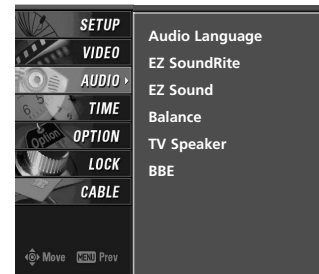 SETUP
VIDEO
AUDIO
TIME
OPTION
LOCK
CABLE
Move MENU Prev
Audio Language
EZ SoundRite
EZ Sound
Balance
TV Speaker
BBE